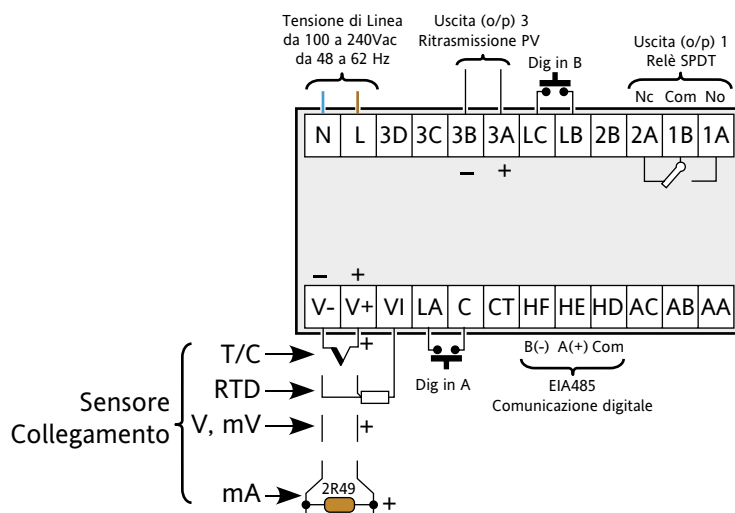 Tensione di Linea
da 100 a 240Vac
da 48 a 62 Hz
Uscita (o/p) 3
Ritrasmissione PV
Dig in B
Uscita (o/p) 1
Relè SPDT
Nc Com No
N L 3D 3C 3B 3A LC LB 2B 2A 1B 1A
– +
– +
V- V+ VI LA C CT HF HE HD AC AB AA
T/C +
B(-) A(+) Com
Dig in A
EIA485
Comunicazione digitale
RTD
Sensore
Collegamento
V, mV +
2R49
mA +